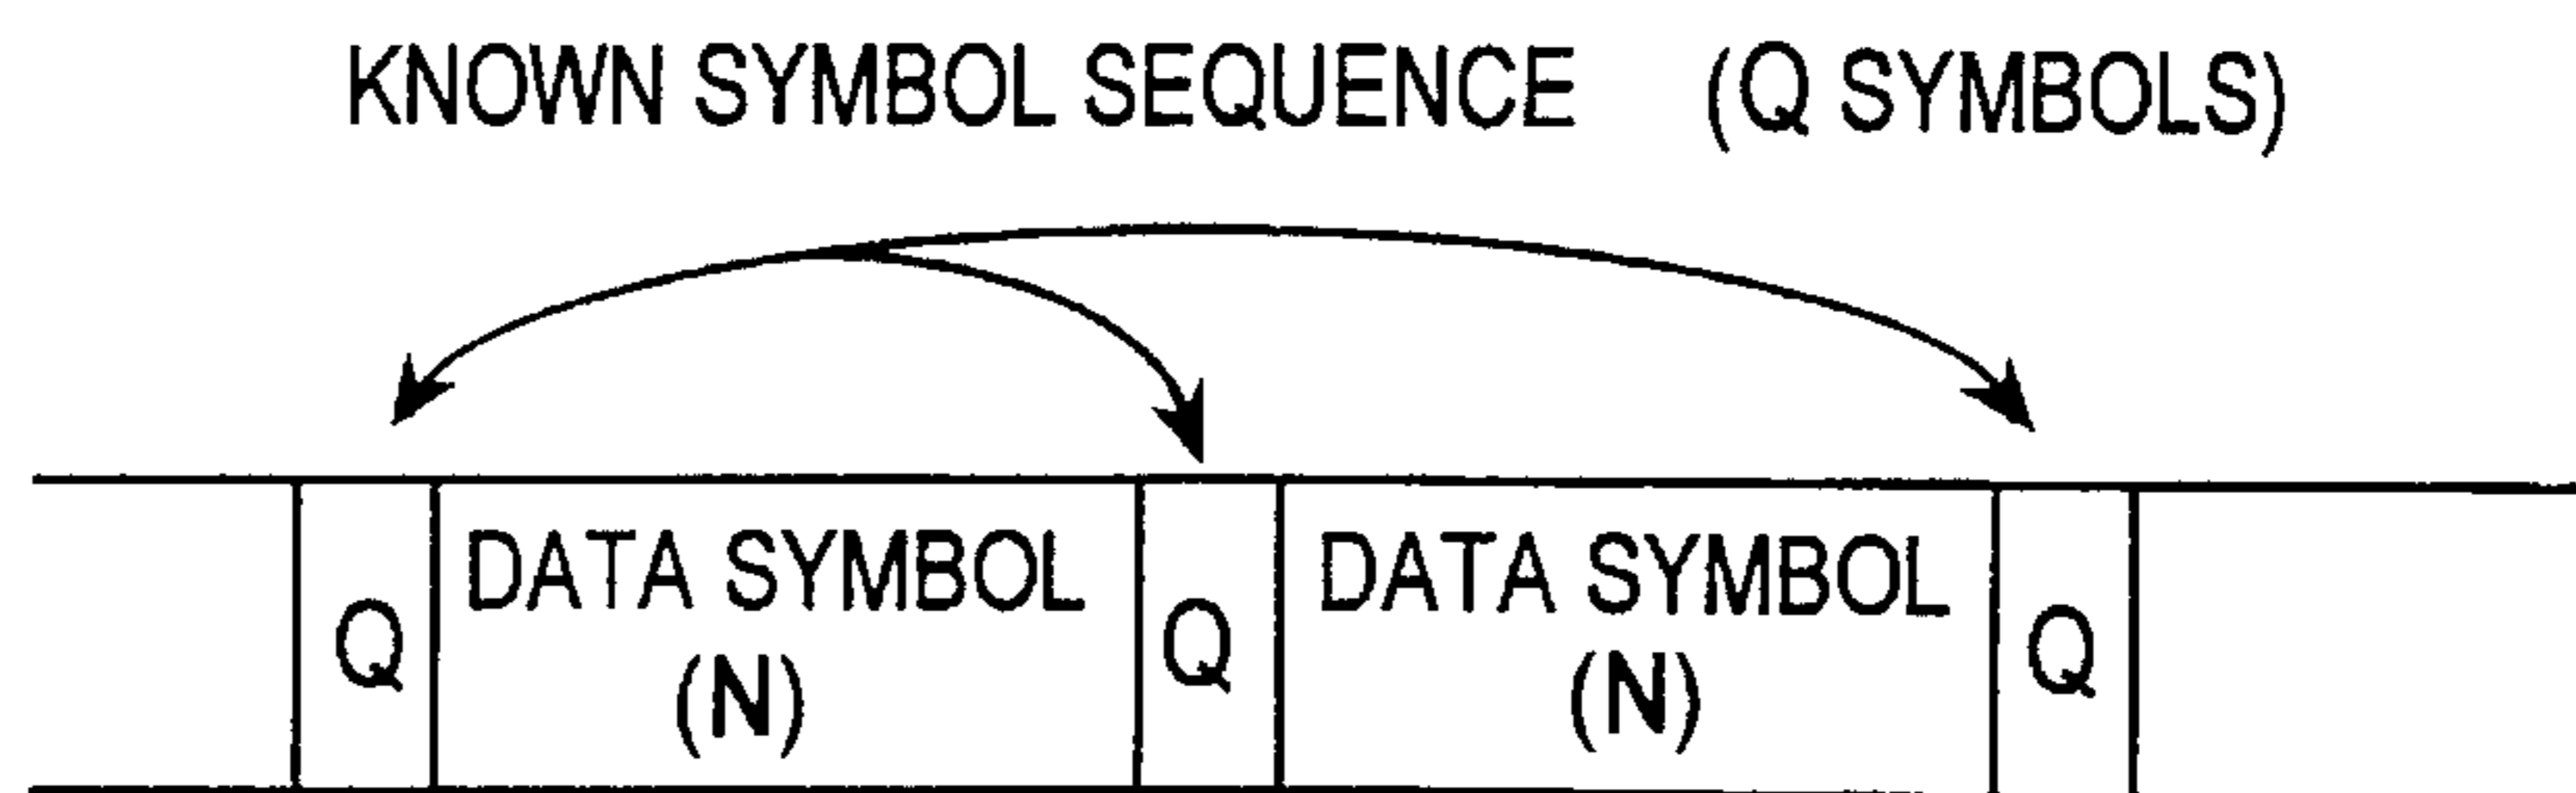 KNOWN SYMBOL SEQUENCE (Q SYMBOLS)
Q DATA SYMBOL (N) Q DATA SYMBOL (N) Q